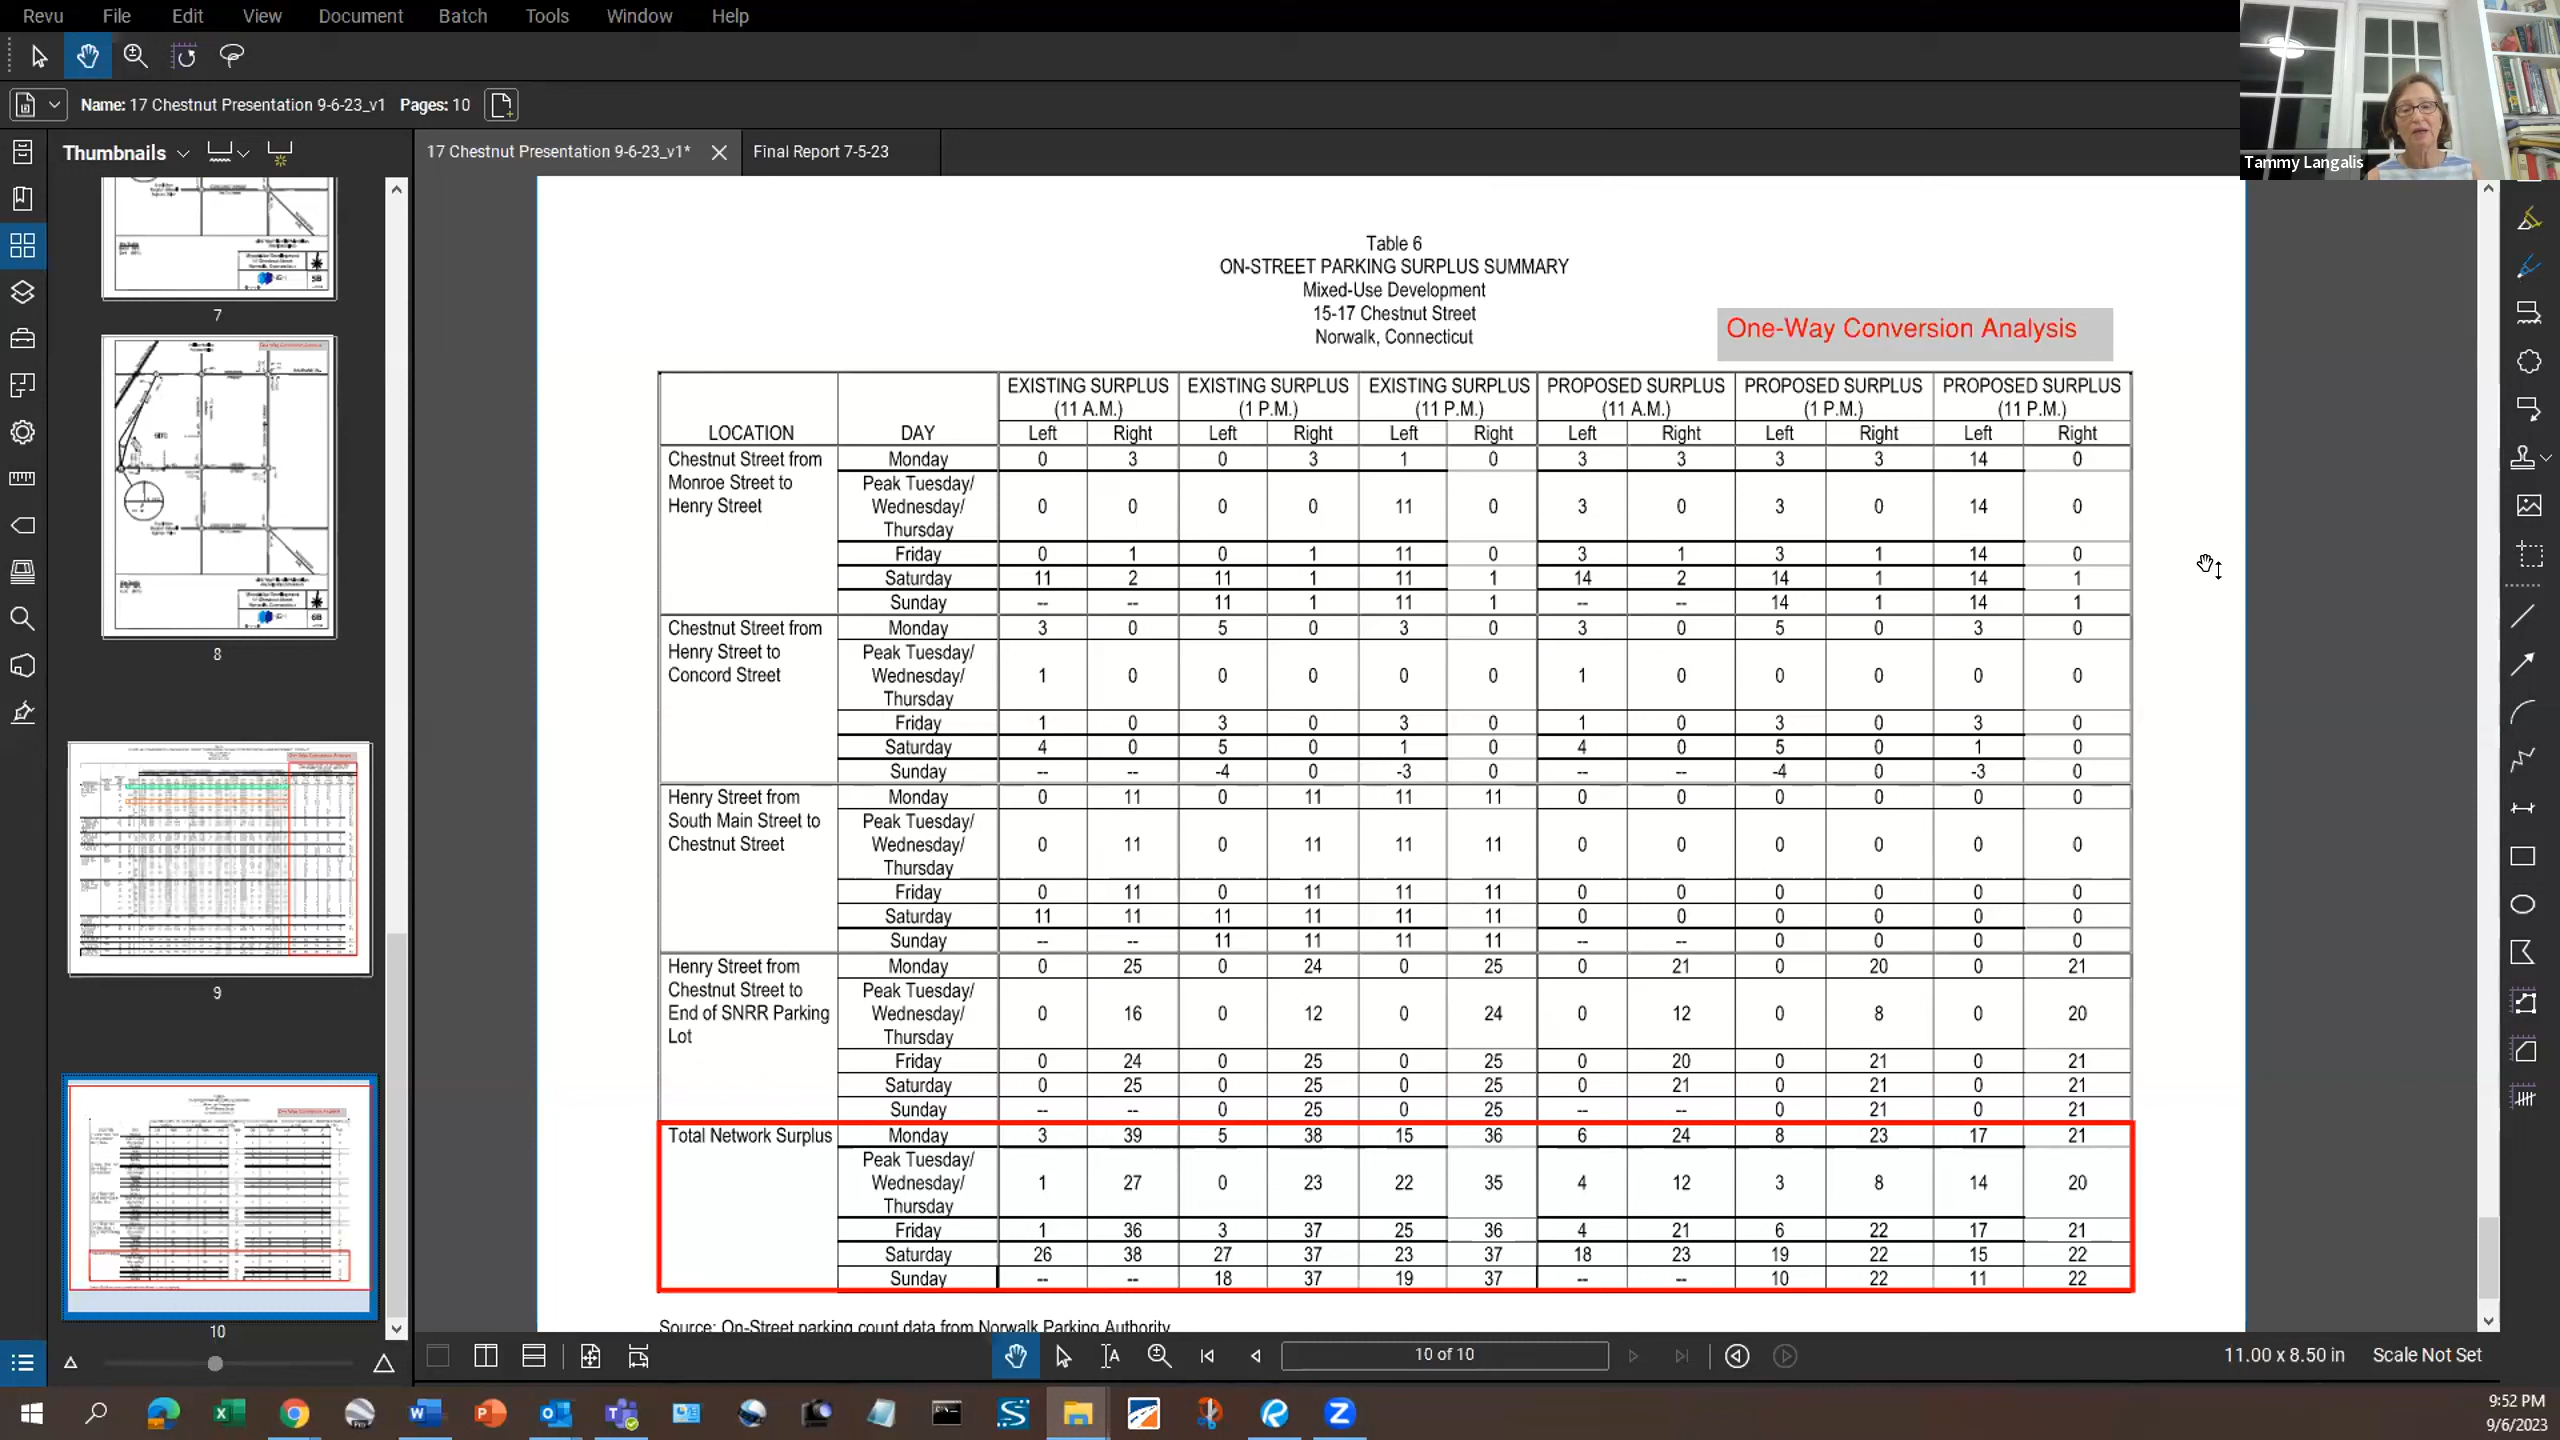 Revu File Edit View Document Batch Tools Window Help
Name: 17 Chestnut Presentation 9-6-23_v1 Pages: 10
Thumbnails
17 Chestnut Presentation 9-6-23_v1*
Final Report 7-5-23
Tammy Langalis
7
8
9
10
Table 6
ON-STREET PARKING SURPLUS SUMMARY
Mixed-Use Development
15-17 Chestnut Street
Norwalk, Connecticut
One-Way Conversion Analysis
LOCATION DAY EXISTING SURPLUS (11 A.M.) EXISTING SURPLUS (1 P.M.) EXISTING SURPLUS (11 P.M.) PROPOSED SURPLUS (11 A.M.) PROPOSED SURPLUS (1 P.M.) PROPOSED SURPLUS (11 P.M.)
Left Right Left Right Left Right Left Right Left Right Left Right
Chestnut Street from Monroe Street to Henry Street
Monday 0 3 0 3 1 0 3 3 3 3 14 0
Peak Tuesday/ Wednesday/ Thursday 0 0 0 0 11 0 3 0 3 0 14 0
Friday 0 1 0 1 11 0 3 1 3 1 14 0
Saturday 11 2 11 1 11 1 14 2 14 1 14 1
Sunday -- -- 11 1 11 1 -- -- 14 1 14 1
Chestnut Street from Henry Street to Concord Street
Monday 3 0 5 0 3 0 3 0 5 0 3 0
Peak Tuesday/ Wednesday/ Thursday 1 0 0 0 0 0 1 0 0 0 0 0
Friday 1 0 3 0 3 0 1 0 3 0 3 0
Saturday 4 0 5 0 1 0 4 0 5 0 1 0
Sunday -- -- -4 0 -3 0 -- -- -4 0 -3 0
Henry Street from South Main Street to Chestnut Street
Monday 0 11 0 11 11 11 0 0 0 0 0 0
Peak Tuesday/ Wednesday/ Thursday 0 11 0 11 11 11 0 0 0 0 0 0
Friday 0 11 0 11 11 11 0 0 0 0 0 0
Saturday 11 11 11 11 11 11 0 0 0 0 0 0
Sunday -- -- 11 11 11 11 -- -- 0 0 0 0
Henry Street from Chestnut Street to End of SNRR Parking Lot
Monday 0 25 0 24 0 25 0 21 0 20 0 21
Peak Tuesday/ Wednesday/ Thursday 0 16 0 12 0 24 0 12 0 8 0 20
Friday 0 24 0 25 0 25 0 20 0 21 0 21
Saturday 0 25 0 25 0 25 0 21 0 21 0 21
Sunday -- -- 0 25 0 25 -- -- 0 21 0 21
Total Network Surplus
Monday 3 39 5 38 15 36 6 24 8 23 17 21
Peak Tuesday/ Wednesday/ Thursday 1 27 0 23 22 35 4 12 3 8 14 20
Friday 1 36 3 37 25 36 4 21 6 22 17 21
Saturday 26 38 27 37 23 37 18 23 19 22 15 22
Sunday -- -- 18 37 19 37 -- -- 10 22 11 22
Source: On-Street parking count data from Norwalk Parking Authority
10 of 10
11.00 x 8.50 in Scale Not Set
9:52 PM
9/6/2023